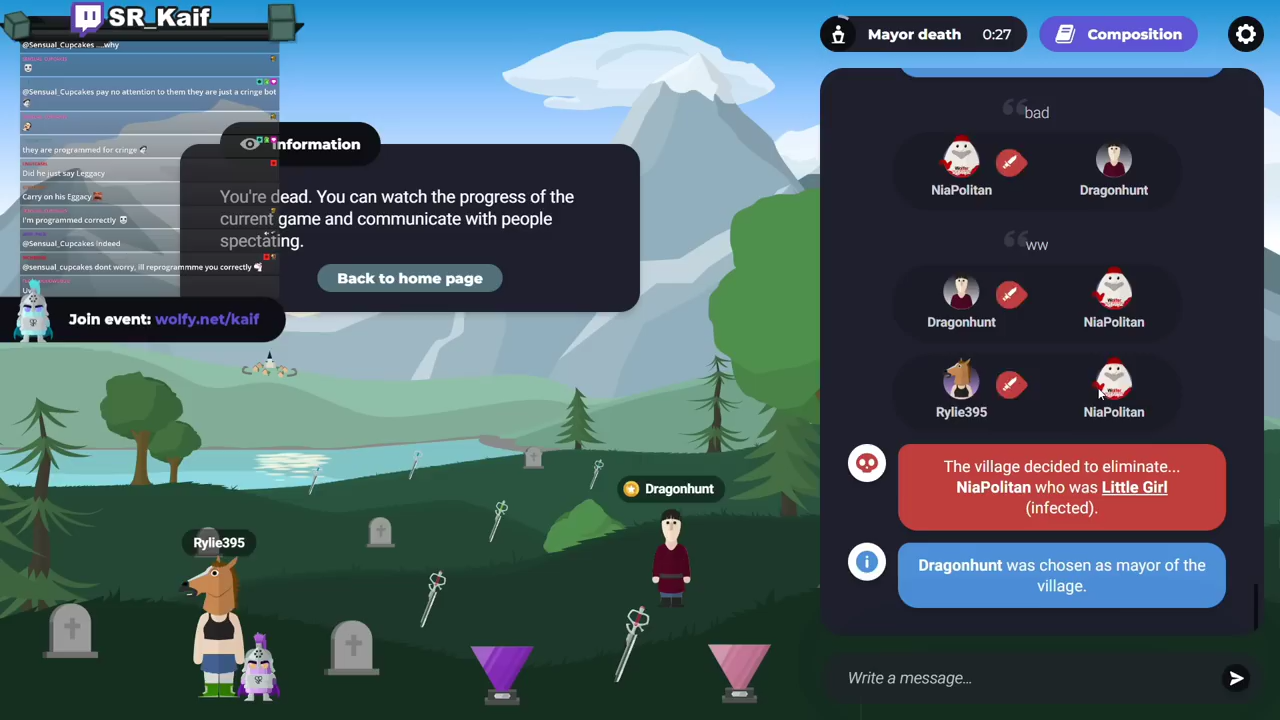 SR_Kaif
@Sensual_Cupcakes ....why
@Sensual_Cupcakes pay no attention to them they are just a cringe bot
they are programmed for cringe
Did he just say Leggacy
Carry on his Eggacy
I'm programmed correctly
@Sensual_Cupcakes indeed
@sensual_cupcakes dont worry, ill reprogrammme you correctly
Information
You're dead. You can watch the progress of the
current game and communicate with people
spectating.
Back to home page
Join event: wolfy.net/kaif
Rylie395
Dragonhunt
Mayor death 0:27
Composition
bad
NiaPolitan Dragonhunt
ww
Dragonhunt NiaPolitan
Rylie395 NiaPolitan
The village decided to eliminate...
NiaPolitan who was Little Girl
(infected).
Dragonhunt was chosen as mayor of the
village.
Write a message...